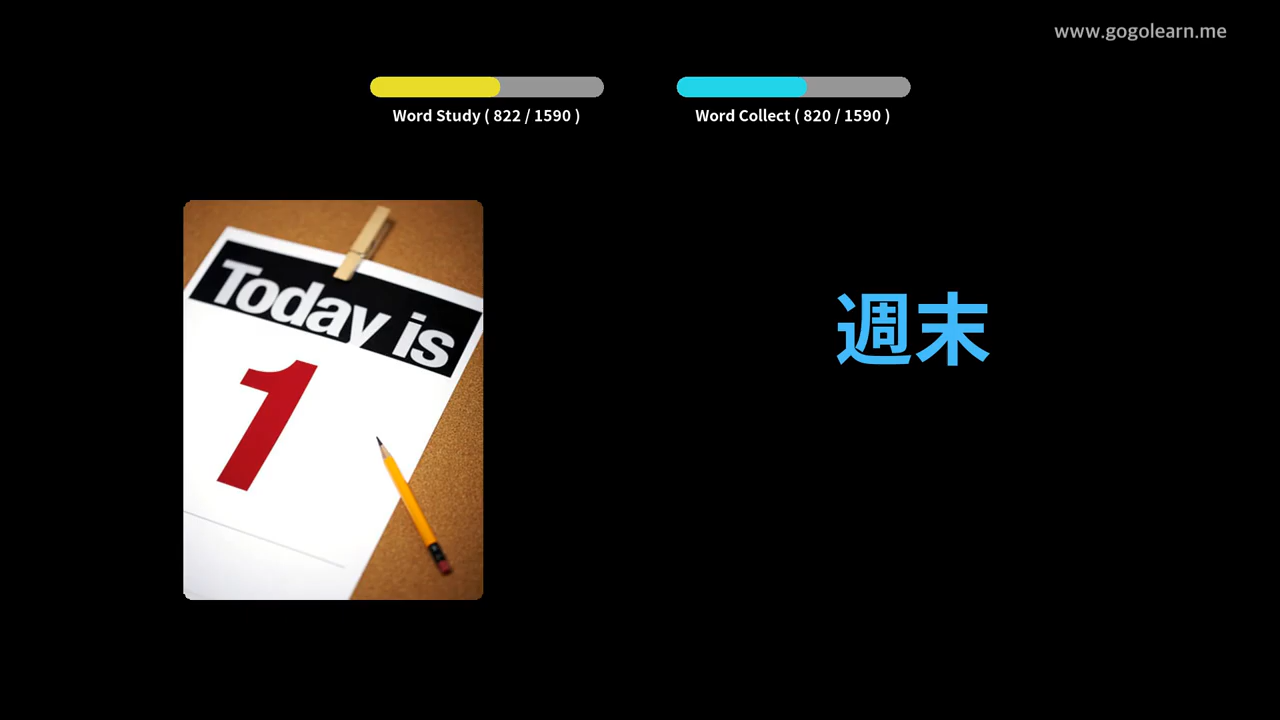 www.gogolearn.me
Word Study ( 822 / 1590 )
Word Collect ( 820 / 1590 )
Today is
1
週末